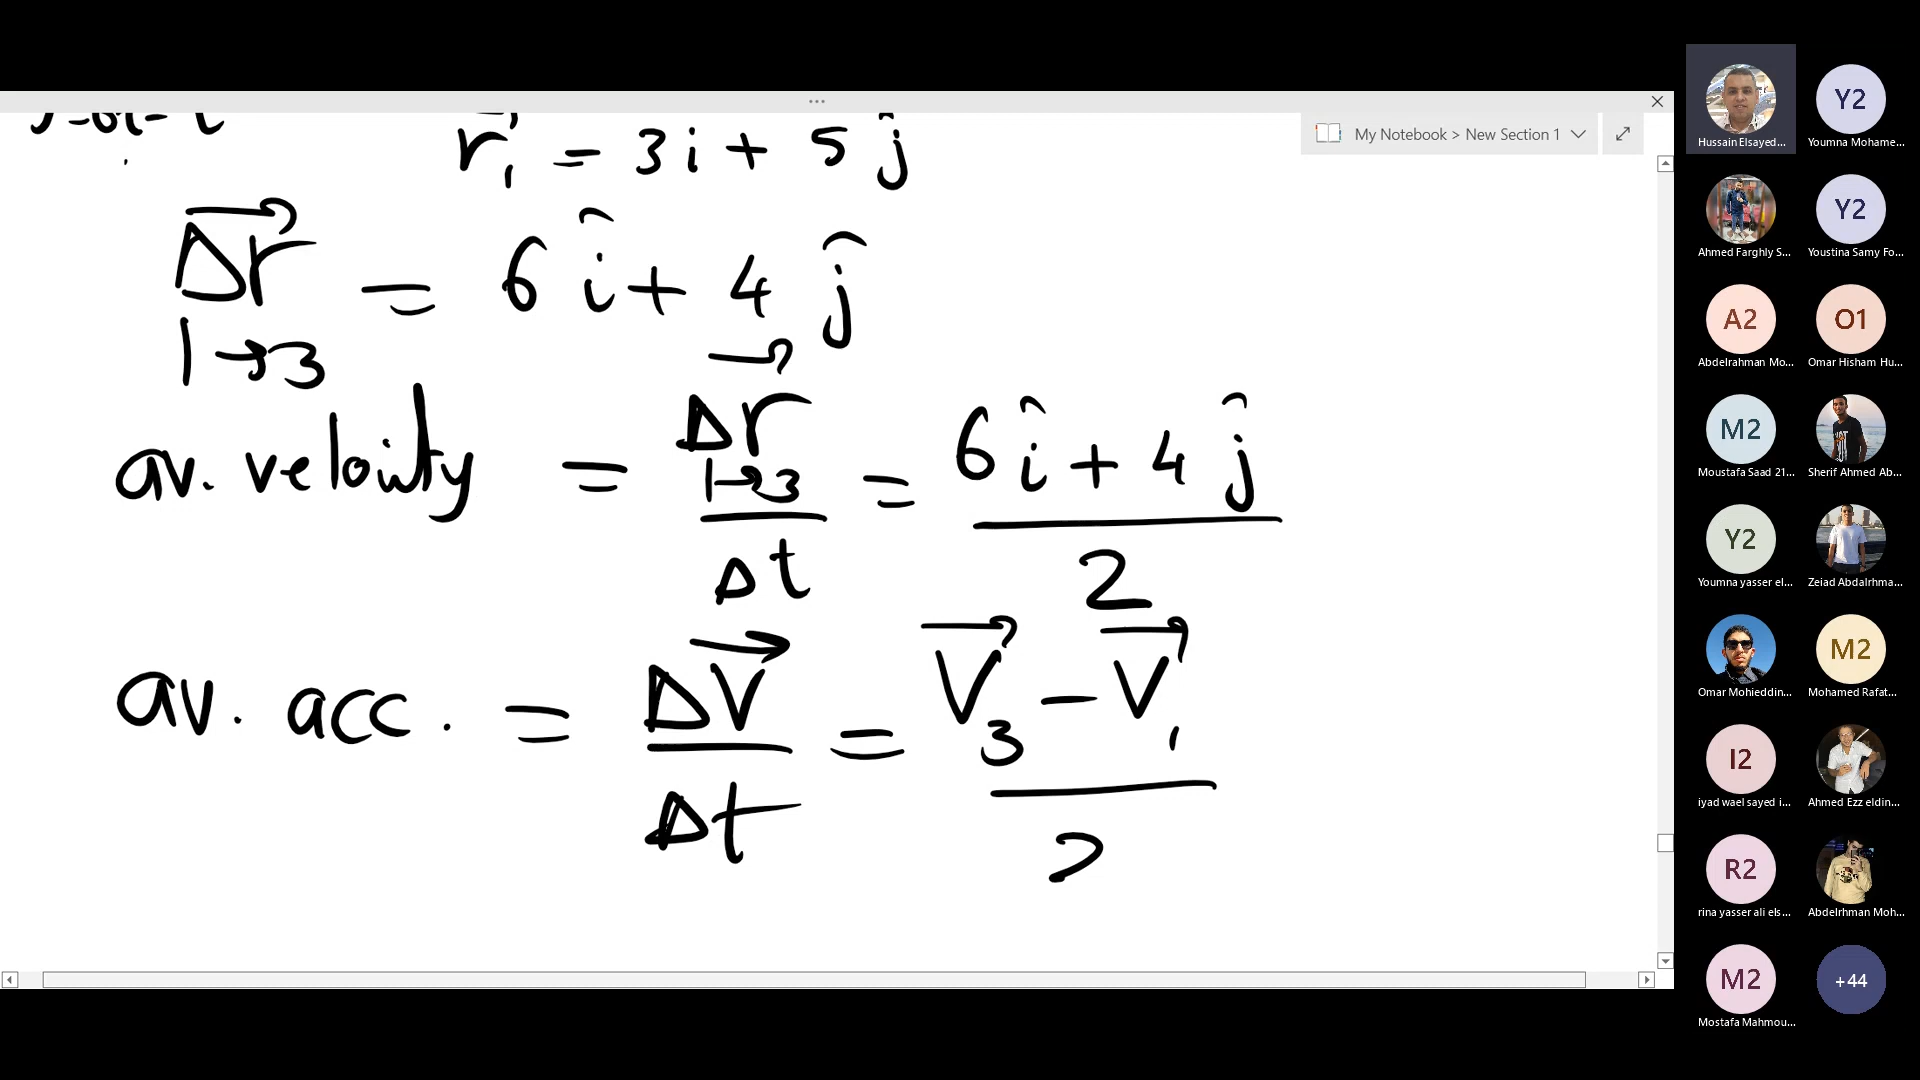 •••
My Notebook > New Section 1
r⃗₁ = 3i + 5ĵ
Δr⃗ = 6î + 4ĵ
1→3
av. velocity = Δr⃗ 1→3 / Δt = 6î + 4ĵ / 2
av. acc. = ΔV⃗ / Δt = V⃗₃ - V⃗₁ / 2
Hussain Elsayed...
Y2
Youmna Mohame...
Ahmed Farghly S...
Y2
Youstina Samy Fo...
A2
Abdelrahman Mo...
O1
Omar Hisham Hu...
M2
Moustafa Saad 21...
Sherif Ahmed Ab...
Y2
Youmna yasser el...
Zeiad Abdalrhma...
Omar Mohieddin...
M2
Mohamed Rafat...
I2
iyad wael sayed i...
Ahmed Ezz eldin...
R2
rina yasser ali els...
Abdelrhman Moh...
M2
Mostafa Mahmou...
+44